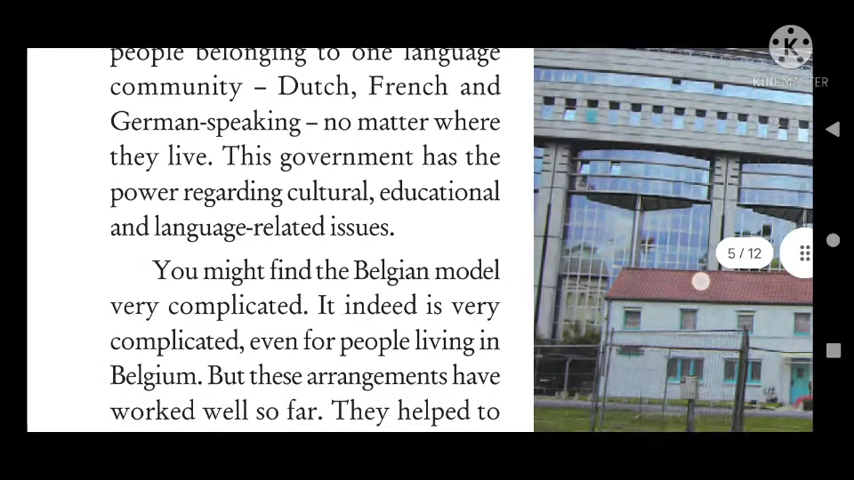 people belonging to one language
community – Dutch, French and
German-speaking – no matter where
they live. This government has the
power regarding cultural, educational
and language-related issues.
You might find the Belgian model
very complicated. It indeed is very
complicated, even for people living in
Belgium. But these arrangements have
worked well so far. They helped to
K
KINEMASTER
5 / 12